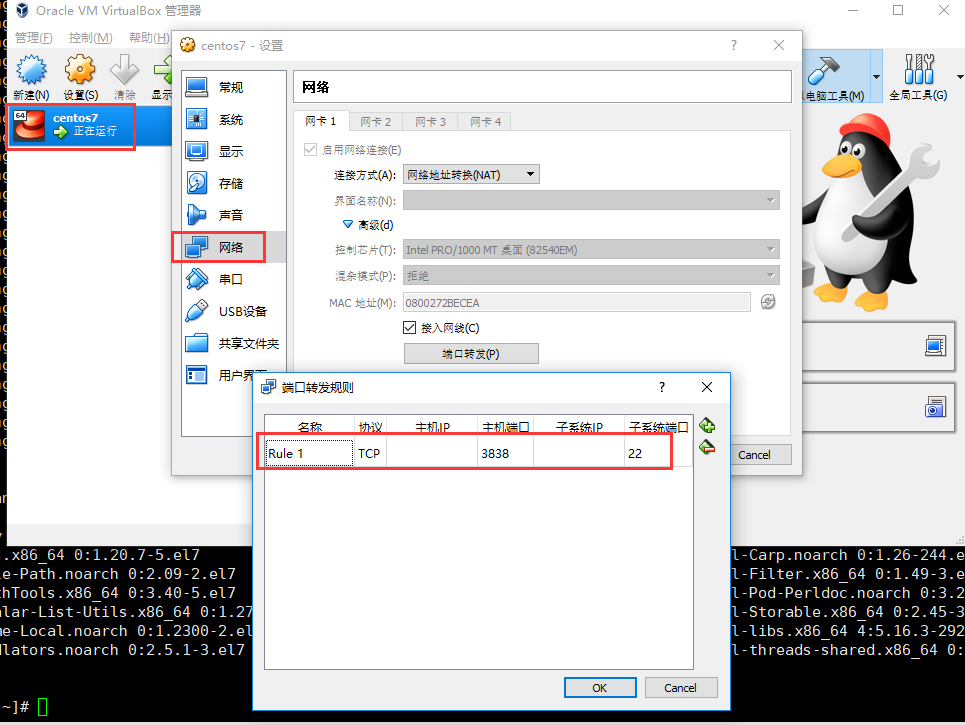 Oracle VM VirtualBox 管理器
管理(F) 控制(M) 帮助(H)
新建(N) 设置(S) 清除 显示
电脑工具(M) 全局工具(G)
64
centos7
正在运行
centos7 - 设置
常规
系统
显示
存储
声音
网络
串口
USB设备
共享文件夹
用户界面
网络
网卡 1 网卡 2 网卡 3 网卡 4
启用网络连接(E)
连接方式(A): 网络地址转换(NAT)
界面名称(N):
高级(d)
控制芯片(T): Intel PRO/1000 MT 桌面 (82540EM)
混杂模式(P): 拒绝
MAC 地址(M): 0800272BECEA
接入网线(C)
端口转发(P)
Cancel
端口转发规则
名称 协议 主机IP 主机端口 子系统IP 子系统端口
Rule 1 TCP 3838 22
OK Cancel
.x86_64 0:1.20.7-5.el7 l-Carp.noarch 0:1.26-244.e
e-Path.noarch 0:2.09-2.el7 l-Filter.x86_64 0:1.49-3.e
thTools.x86_64 0:3.40-5.el7 l-Pod-Perldoc.noarch 0:3.2
alar-List-Utils.x86_64 0:1.27 l-Storable.x86_64 0:2.45-3
me-Local.noarch 0:1.2300-2.el l-libs.x86_64 4:5.16.3-292
dlators.noarch 0:2.5.1-3.el7 l-threads-shared.x86_64 0:
~]#